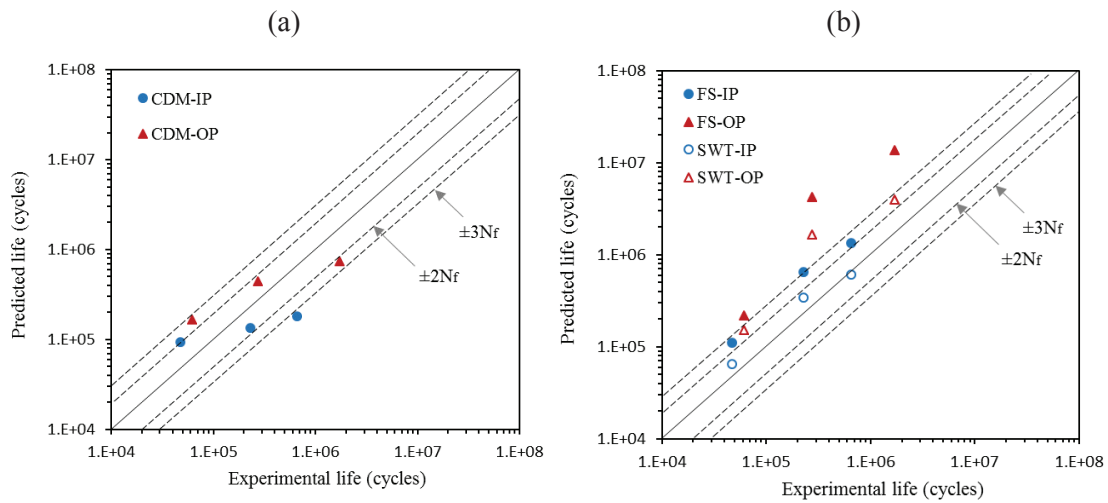 (a)
1.E+08
1.E+07
1.E+06
1.E+05
1.E+04
Predicted life (cycles)
CDM-IP
CDM-OP
±3Nf
±2Nf
1.E+04 1.E+05 1.E+06 1.E+07 1.E+08
Experimental life (cycles)
(b)
1.E+08
1.E+07
1.E+06
1.E+05
1.E+04
Predicted life (cycles)
FS-IP
FS-OP
SWT-IP
SWT-OP
±3Nf
±2Nf
1.E+04 1.E+05 1.E+06 1.E+07 1.E+08
Experimental life (cycles)